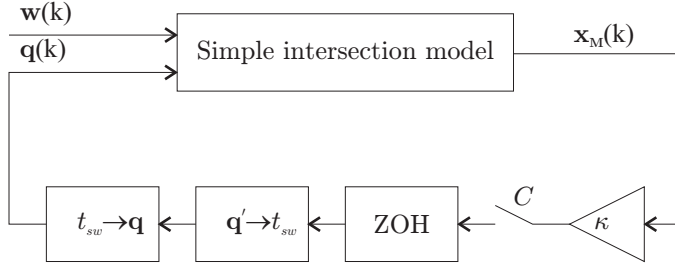 w(k)
q(k)
Simple intersection model
x_M(k)
t_sw→q
q′→t_sw
ZOH
C
κ